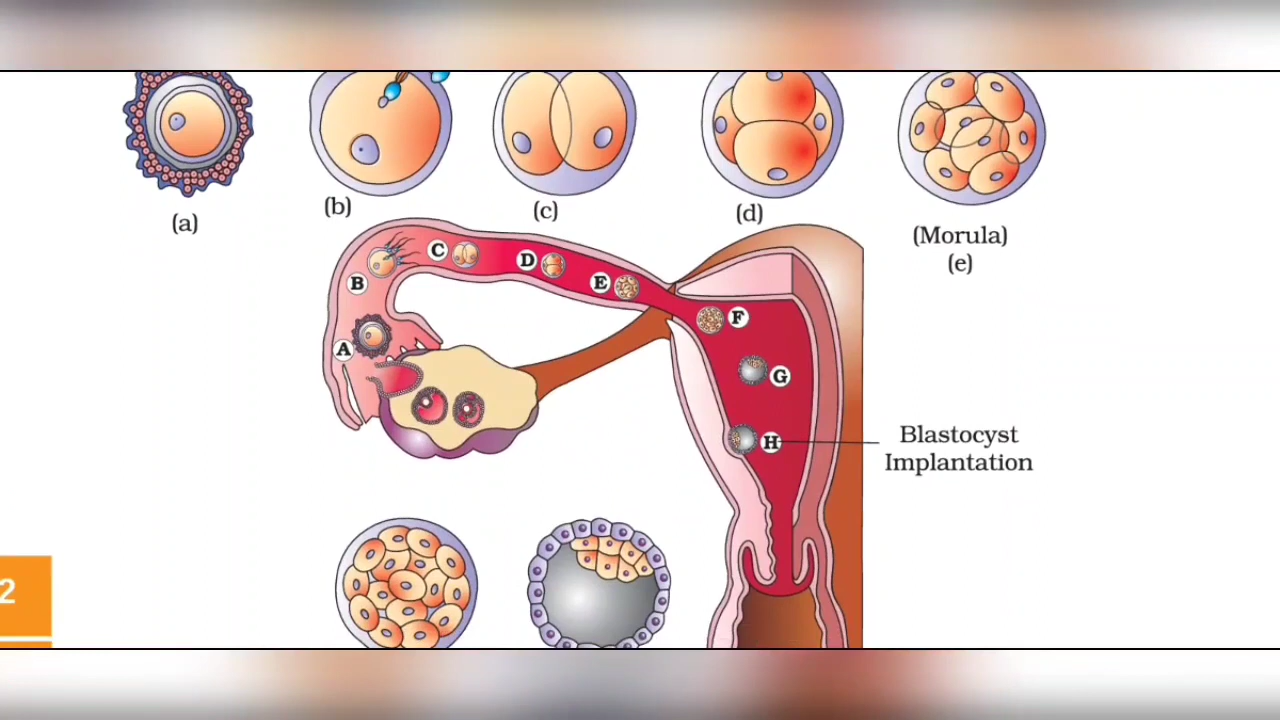 (a)
(b)
(c)
(d)
(Morula)
(e)
A
B
C
D
E
F
G
H
Blastocyst
Implantation
2